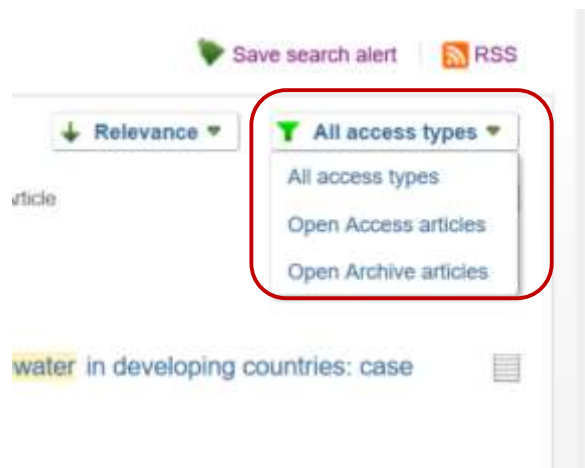 Save search alert RSS
Relevance All access types
All access types
Article
Open Access articles
Open Archive articles
water in developing countries: case